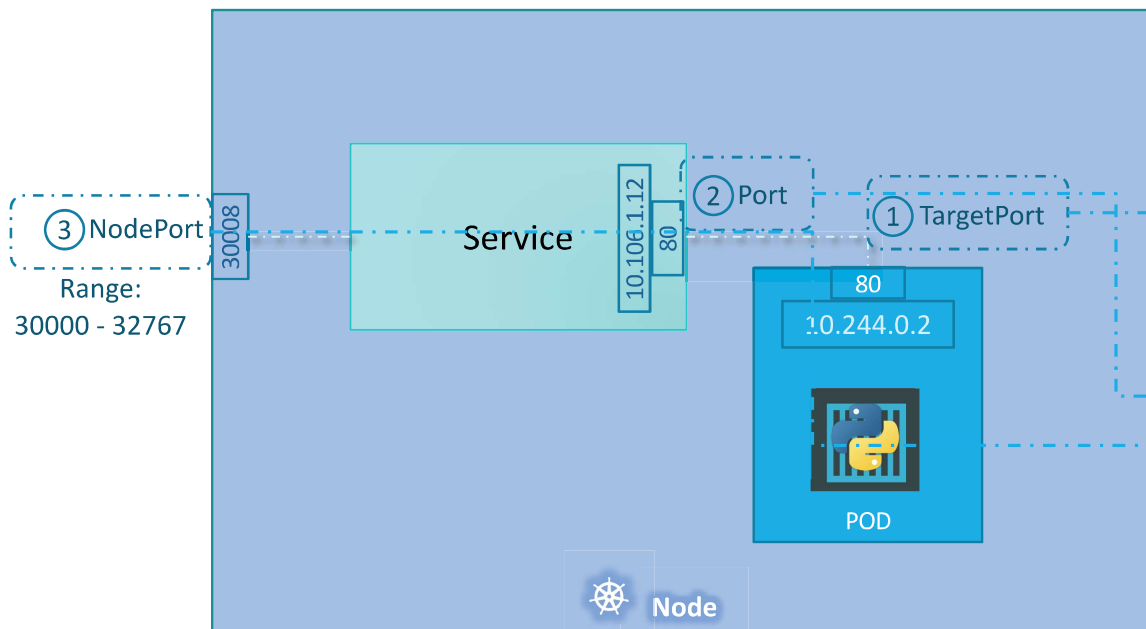 3 NodePort
Range:
30000 - 32767
30008
Service
10.106.1.12
80
2 Port
1 TargetPort
80
10.244.0.2
POD
Node